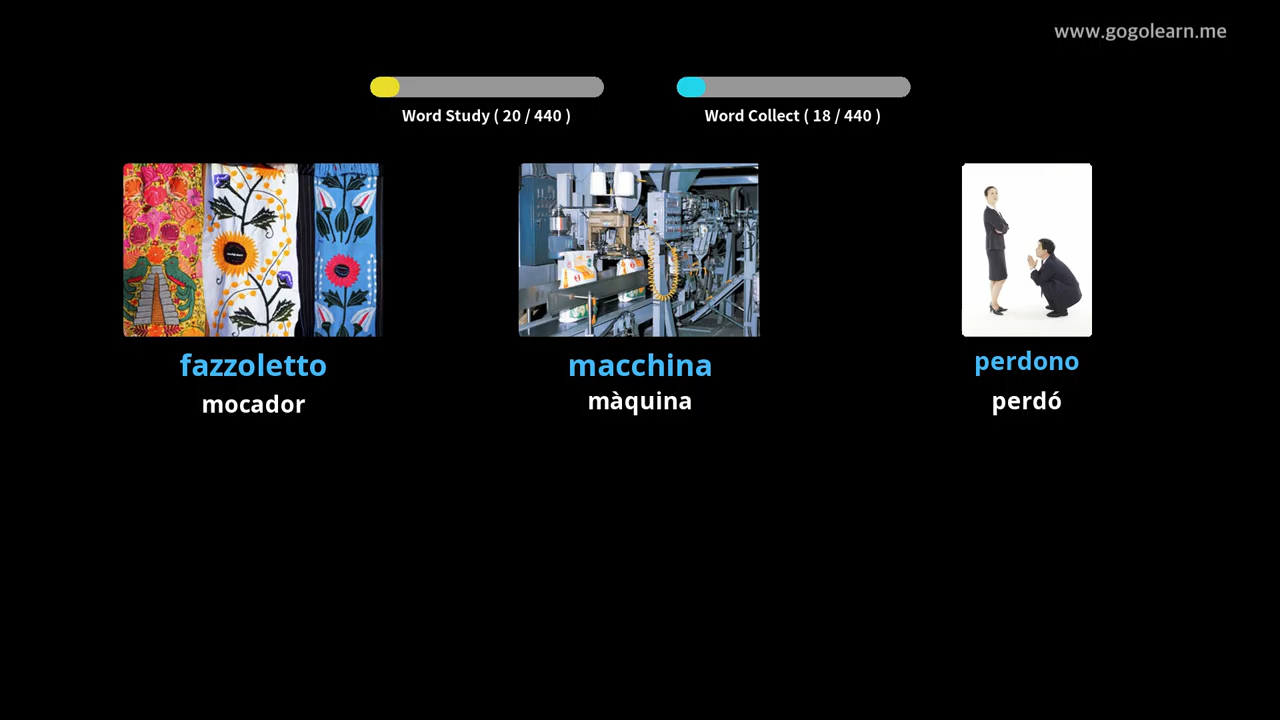 www.gogolearn.me
Word Study ( 20 / 440 )
Word Collect ( 18 / 440 )
fazzoletto
mocador
macchina
màquina
perdono
perdó